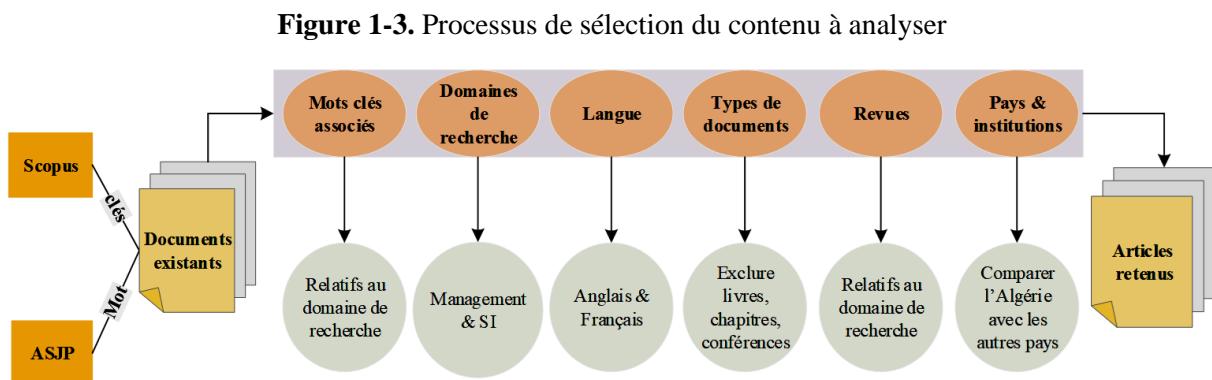 Figure 1-3. Processus de sélection du contenu à analyser
Scopus
ASJP
clés
Mot
Documents
existants
Mots clés
associés
Domaines
de
recherche
Langue
Types de
documents
Revues
Pays &
institutions
Relatifs au
domaine de
recherche
Management
& SI
Anglais &
Français
Exclure
livres,
chapitres,
conférences
Relatifs au
domaine de
recherche
Comparer
l'Algérie
avec les
autres pays
Articles
retenus